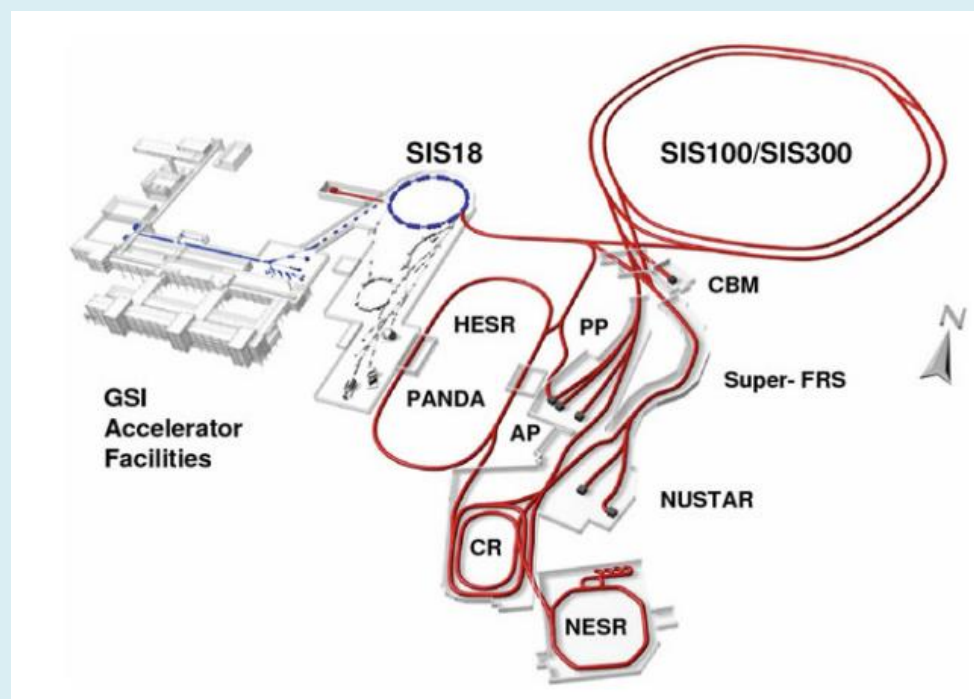 SIS18
SIS100/SIS300
CBM
N
HESR
PP
Super- FRS
PANDA
GSI
Accelerator
Facilities
AP
NUSTAR
CR
NESR